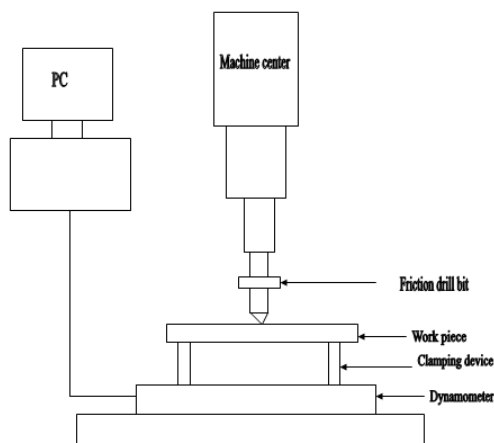 PC
Machine center
Friction drill bit
Work piece
Clamping device
Dynamometer